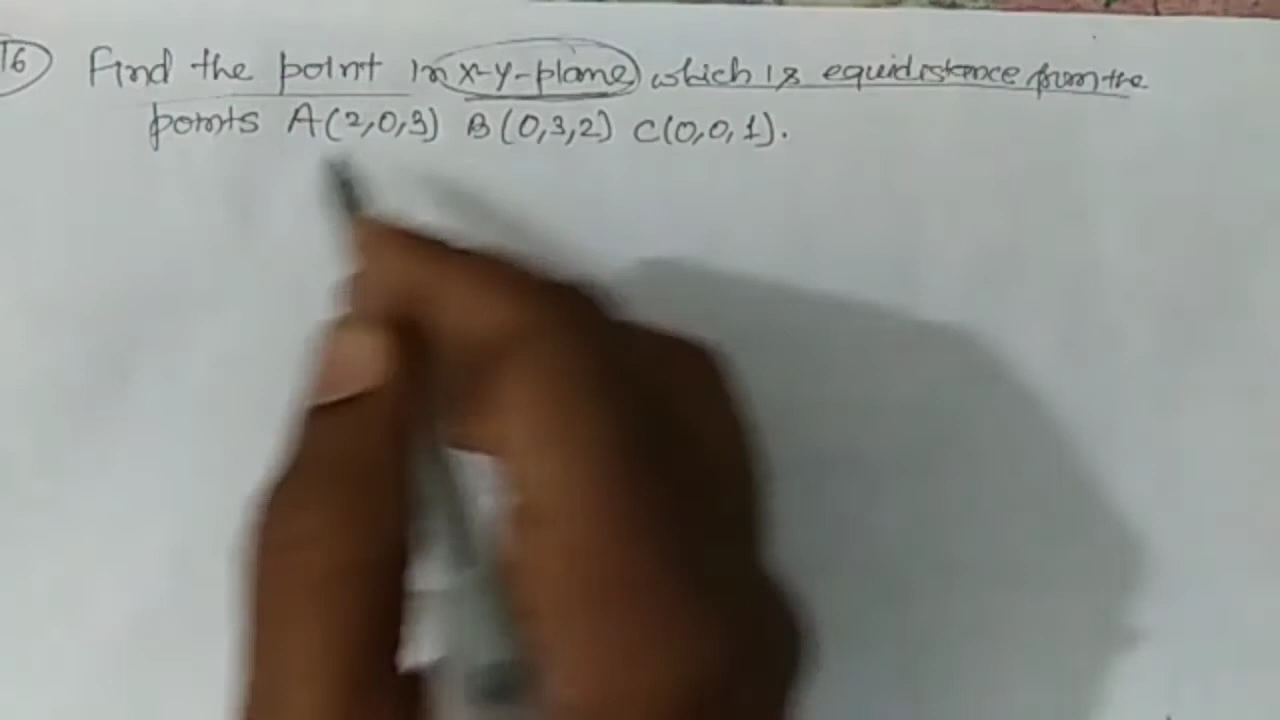 16 Find the point in x-y-plane which is equidistance from the
points A(2,0,3) B(0,3,2) C(0,0,1).